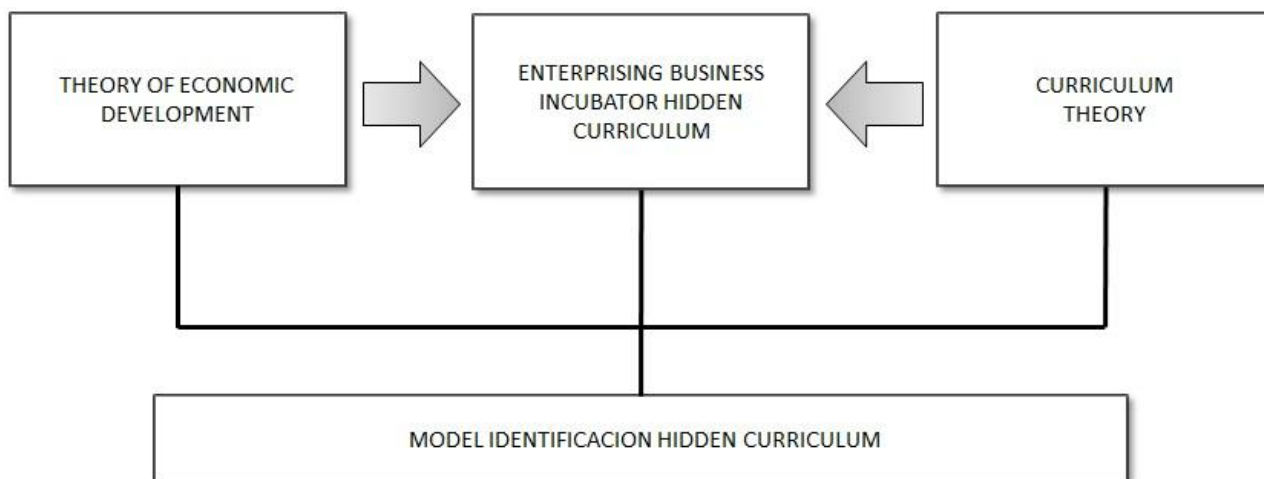 THEORY OF ECONOMIC
DEVELOPMENT
ENTERPRISING BUSINESS
INCUBATOR HIDDEN
CURRICULUM
CURRICULUM
THEORY
MODEL IDENTIFICACION HIDDEN CURRICULUM